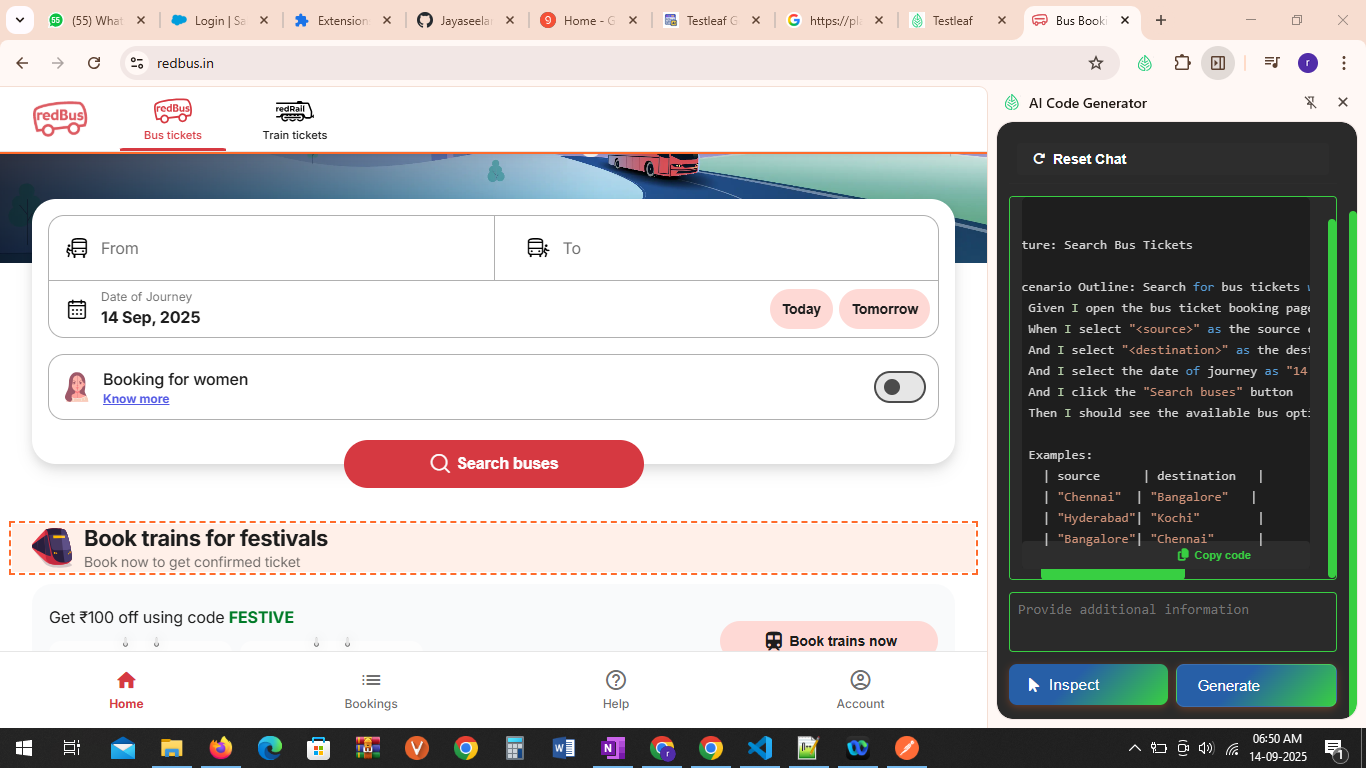 (55) What
Login | Sa
Extension
Jayaseelan
Home - G
Testleaf G
https://pl
Testleaf
Bus Booki
redbus.in
redBus
redBus
Bus tickets
redRail
Train tickets
From
To
Date of Journey
14 Sep, 2025
Today
Tomorrow
Booking for women
Know more
Search buses
Book trains for festivals
Book now to get confirmed ticket
Get ₹100 off using code FESTIVE
Book trains now
Home
Bookings
Help
Account
AI Code Generator
Reset Chat
ture: Search Bus Tickets
cenario Outline: Search for bus tickets w
Given I open the bus ticket booking page
When I select "<source>" as the source c
And I select "<destination>" as the dest
And I select the date of journey as "14
And I click the "Search buses" button
Then I should see the available bus opti
Examples:
| source | destination |
| "Chennai" | "Bangalore" |
| "Hyderabad"| "Kochi" |
| "Bangalore"| "Chennai" |
Copy code
Provide additional information
Inspect
Generate
06:50 AM
14-09-2025
1